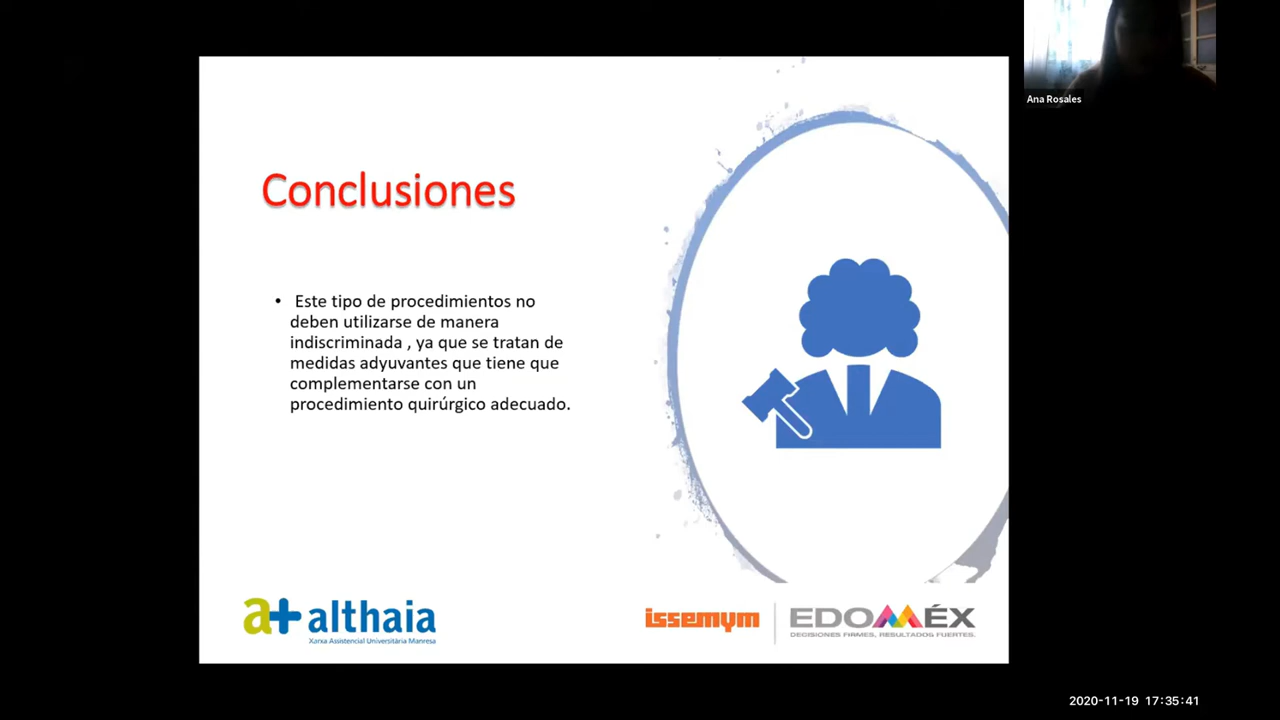 Ana Rosales
Conclusiones
• Este tipo de procedimientos no
deben utilizarse de manera
indiscriminada , ya que se tratan de
medidas adyuvantes que tiene que
complementarse con un
procedimiento quirúrgico adecuado.
a+ althaia
Xarxa Assistencial Universitària Manresa
issemym
EDOMÉX
DECISIONES FIRMES, RESULTADOS FUERTES.
2020-11-19 17:35:41